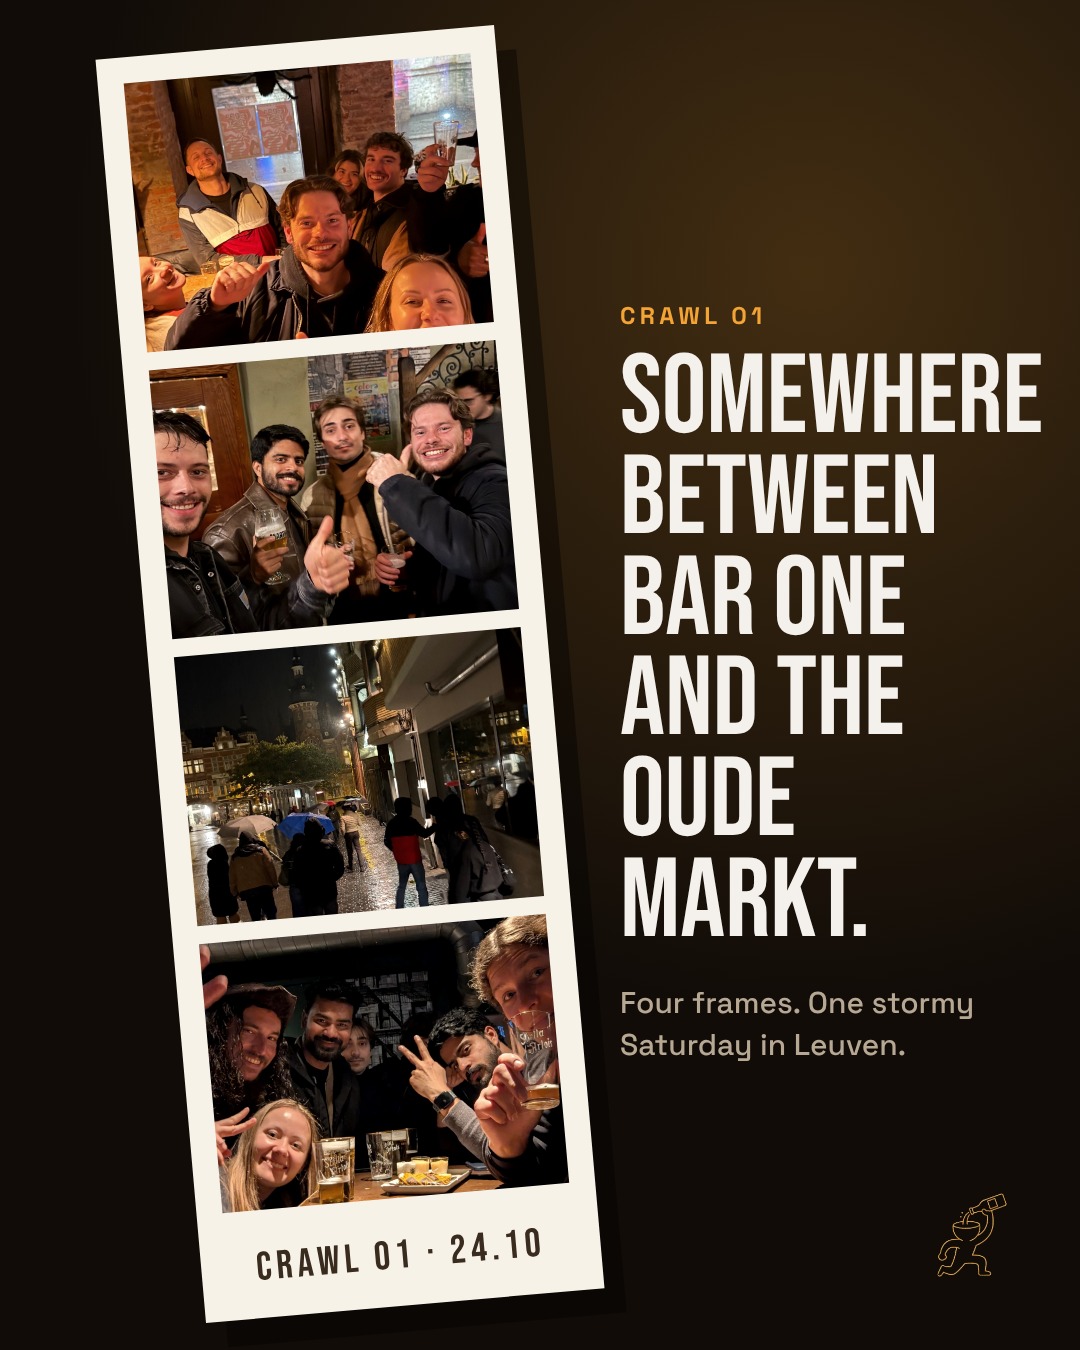 CRAWL 01
SOMEWHERE
BETWEEN
BAR ONE
AND THE
OUDE
MARKT.
Four frames. One stormy
Saturday in Leuven.
CRAWL 01 · 24.10